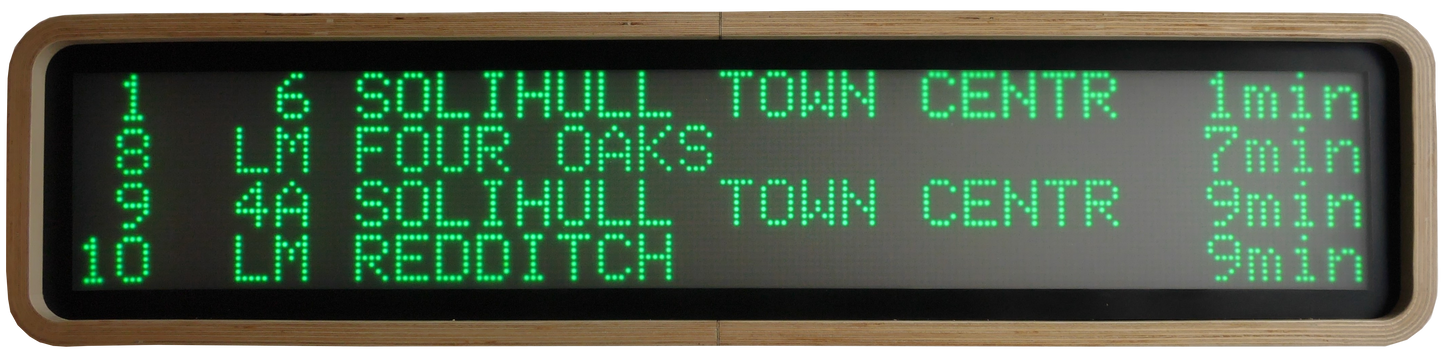 1 6 SOLIHULL TOWN CENTR 1min
8 LM FOUR OAKS 7min
9 4A SOLIHULL TOWN CENTR 9min
10 LM REDDITCH 9min